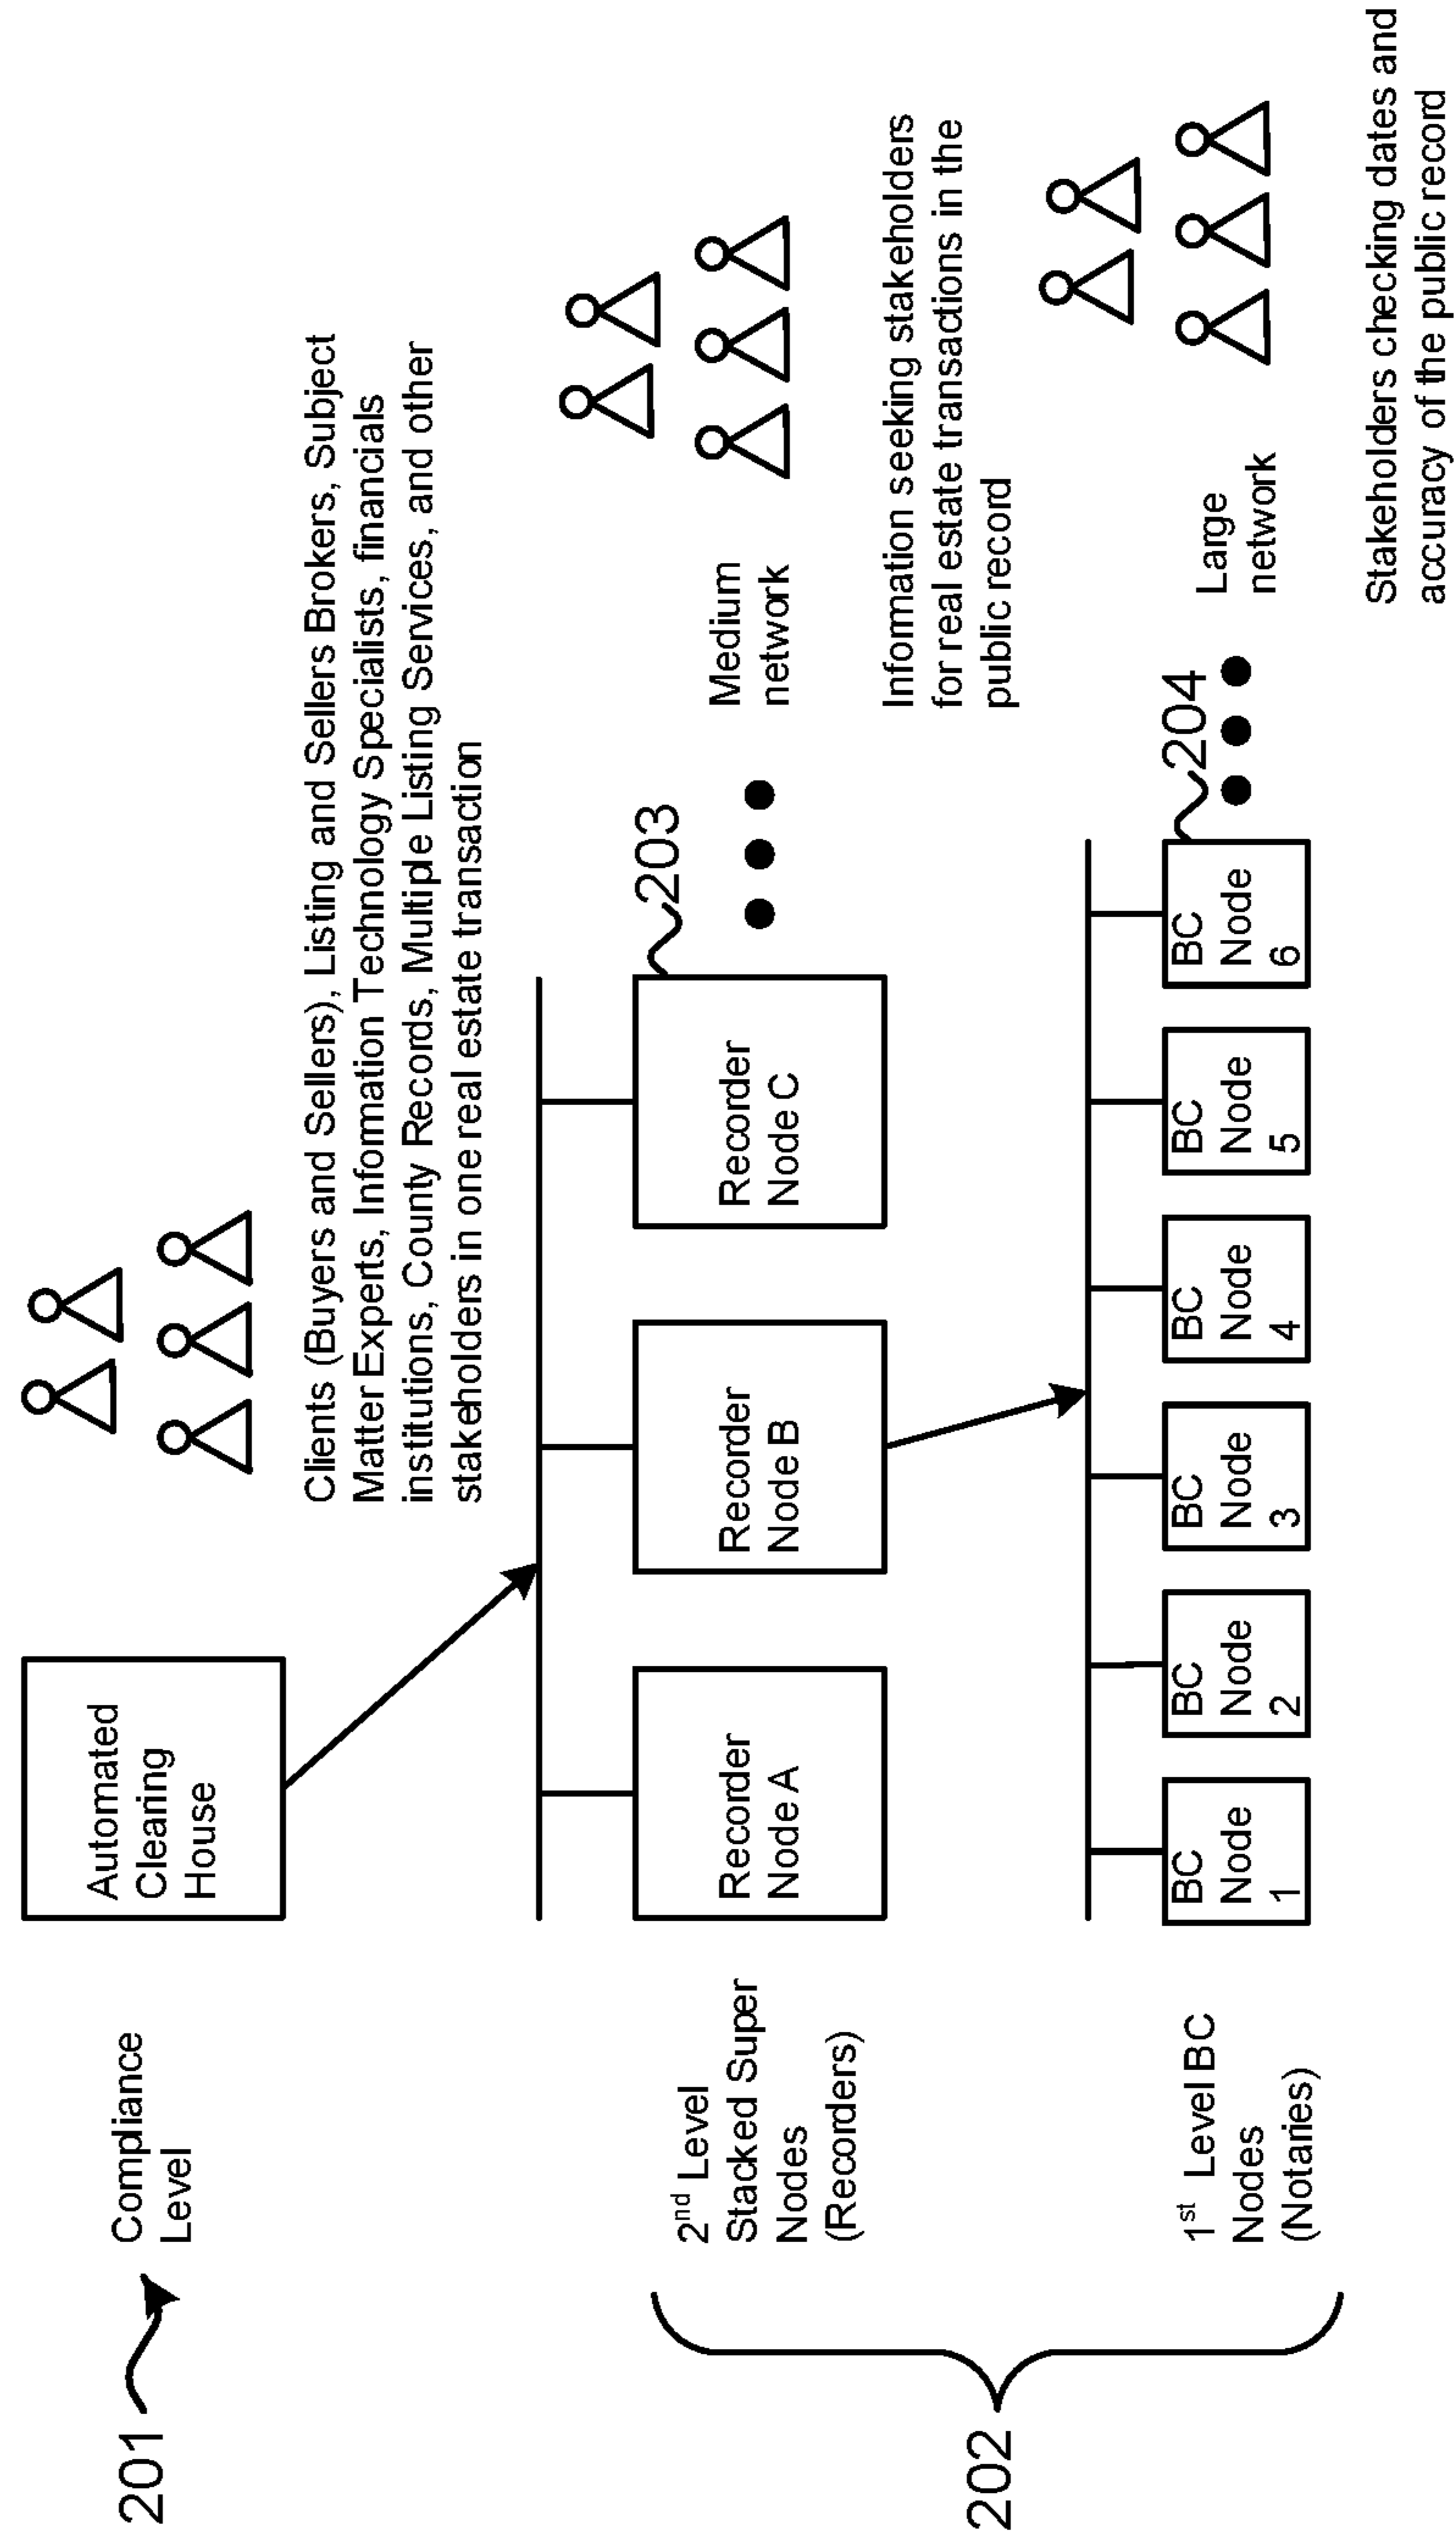 201
Compliance
Level
Automated
Clearing
House
Clients (Buyers and Sellers), Listing and Sellers Brokers, Subject
Matter Experts, Information Technology Specialists, financials
institutions, County Records, Multiple Listing Services, and other
stakeholders in one real estate transaction
202
2nd Level
Stacked Super
Nodes
(Recorders)
Recorder
Node A
Recorder
Node B
Recorder
Node C
203
Medium
network
Information seeking stakeholders
for real estate transactions in the
public record
1st Level BC
Nodes
(Notaries)
BC
Node
1
BC
Node
2
BC
Node
3
BC
Node
4
BC
Node
5
BC
Node
6
204
Large
network
Stakeholders checking dates and
accuracy of the public record